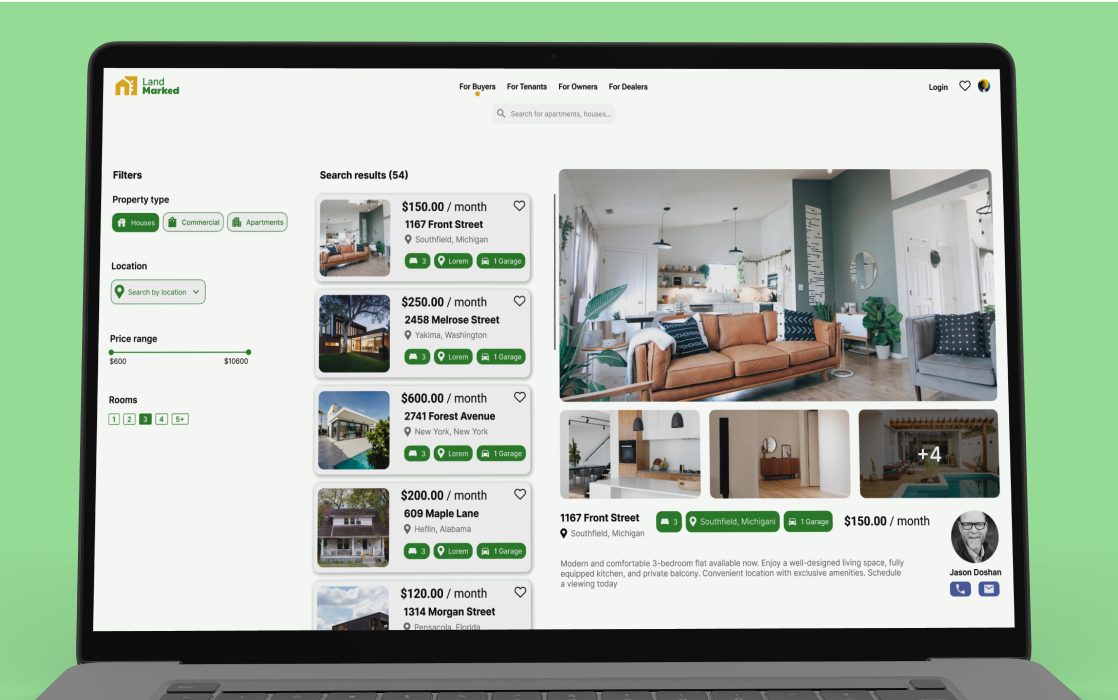 Land
Marked
For Buyers
For Tenants
For Owners
For Dealers
Login
Search for apartments, houses...
Filters
Property type
Houses
Commercial
Apartments
Location
Search by location
Price range
$600
$10600
Rooms
1
2
3
4
5+
Search results (54)
$150.00 / month
1167 Front Street
Southfield, Michigan
3
Lorem
1 Garage
$250.00 / month
2458 Melrose Street
Yakima, Washington
3
Lorem
1 Garage
$600.00 / month
2741 Forest Avenue
New York, New York
3
Lorem
1 Garage
$200.00 / month
609 Maple Lane
Heflin, Alabama
3
Lorem
1 Garage
$120.00 / month
1314 Morgan Street
Pensacola, Florida
+4
1167 Front Street
Southfield, Michigan
3
Southfield, Michigani
1 Garage
$150.00 / month
Modern and comfortable 3-bedroom flat available now. Enjoy a well-designed living space, fully
equipped kitchen, and private balcony. Convenient location with exclusive amenities. Schedule
a viewing today
Jason Doshan